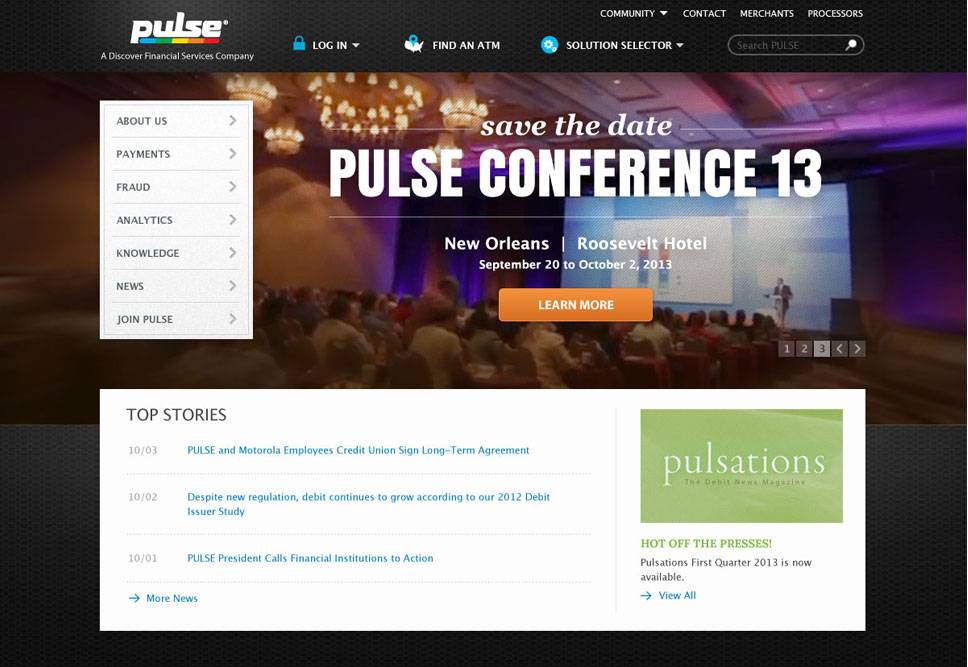 COMMUNITY CONTACT MERCHANTS PROCESSORS
pulse®
A Discover Financial Services Company
LOG IN FIND AN ATM SOLUTION SELECTOR Search PULSE
ABOUT US
PAYMENTS
FRAUD
ANALYTICS
KNOWLEDGE
NEWS
JOIN PULSE
save the date
PULSE CONFERENCE 13
New Orleans | Roosevelt Hotel
September 20 to October 2, 2013
LEARN MORE
1 2 3
TOP STORIES
10/03 PULSE and Motorola Employees Credit Union Sign Long-Term Agreement
10/02 Despite new regulation, debit continues to grow according to our 2012 Debit
Issuer Study
10/01 PULSE President Calls Financial Institutions to Action
More News
pulsations
The Debit News Magazine
HOT OFF THE PRESSES!
Pulsations First Quarter 2013 is now
available.
View All